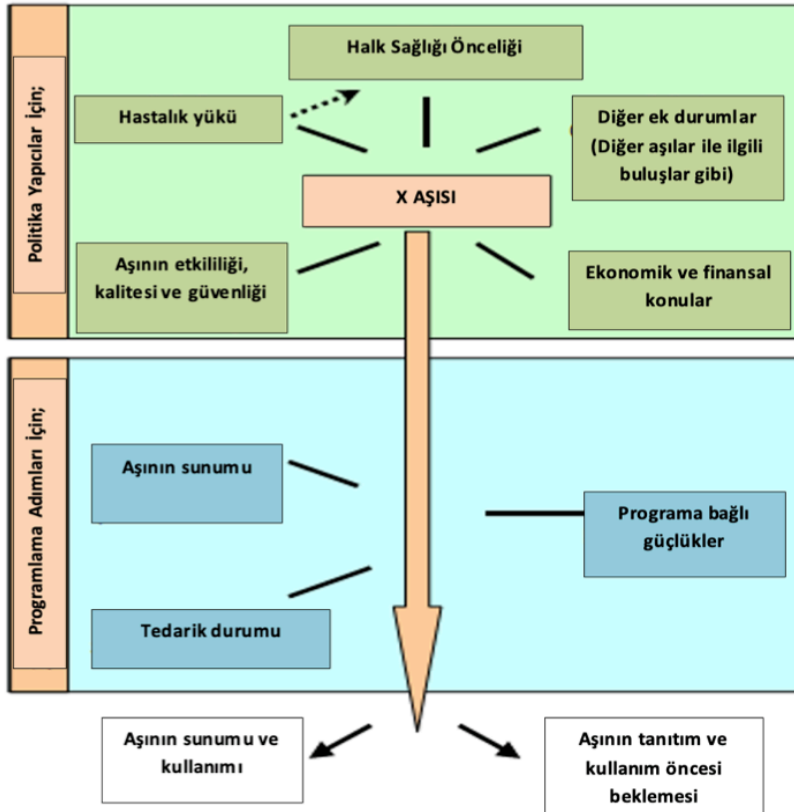 Politika Yapıcılar İçin;
Halk Sağlığı Önceliği
Hastalık yükü
Diğer ek durumlar
(Diğer aşılar ile ilgili
buluşlar gibi)
X AŞISI
Aşının etkililiği,
kalitesi ve güvenliği
Ekonomik ve finansal
konular
Programlama Adımları İçin;
Aşının sunumu
Programa bağlı
güçlükler
Tedarik durumu
Aşının sunumu ve
kullanımı
Aşının tanıtım ve
kullanım öncesi
beklemesi